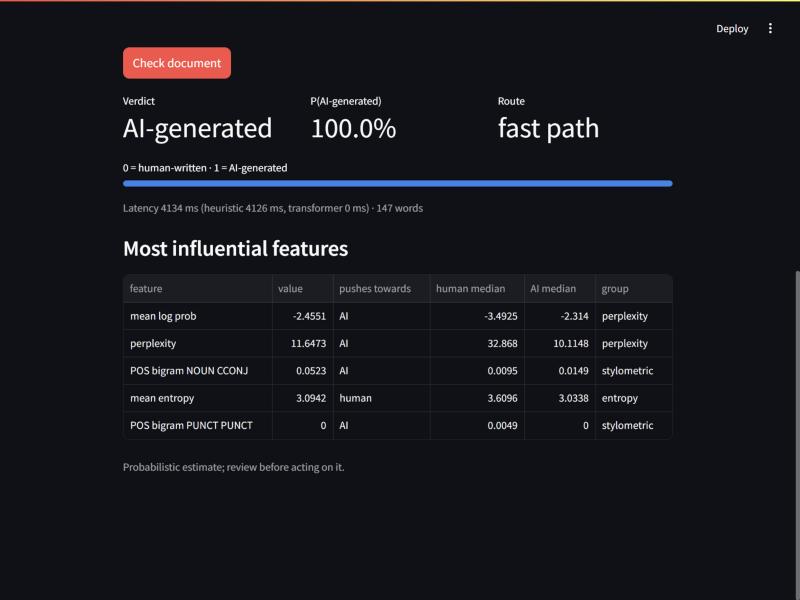 Deploy
Check document
Verdict P(AI-generated) Route
AI-generated 100.0% fast path
0 = human-written · 1 = AI-generated
Latency 4134 ms (heuristic 4126 ms, transformer 0 ms) · 147 words
Most influential features
feature value pushes towards human median AI median group
mean log prob -2.4551 AI -3.4925 -2.314 perplexity
perplexity 11.6473 AI 32.868 10.1148 perplexity
POS bigram NOUN CCONJ 0.0523 AI 0.0095 0.0149 stylometric
mean entropy 3.0942 human 3.6096 3.0338 entropy
POS bigram PUNCT PUNCT 0 AI 0.0049 0 stylometric
Probabilistic estimate; review before acting on it.